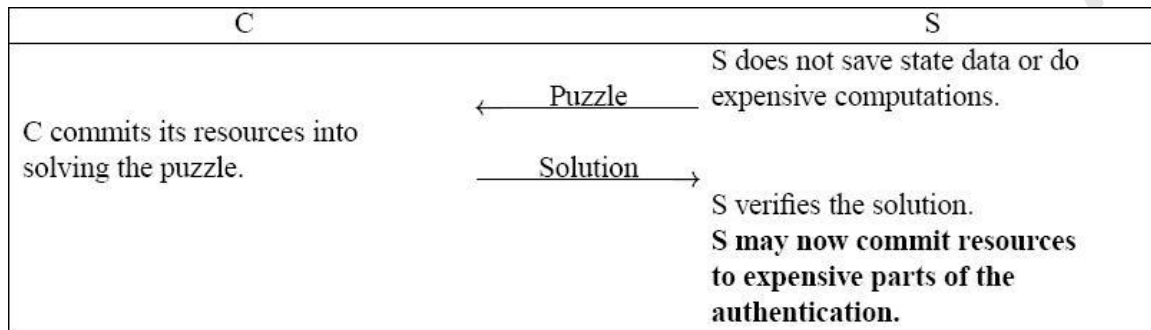 C S
S does not save state data or do
Puzzle expensive computations.
C commits its resources into
solving the puzzle. Solution
S verifies the solution.
S may now commit resources
to expensive parts of the
authentication.